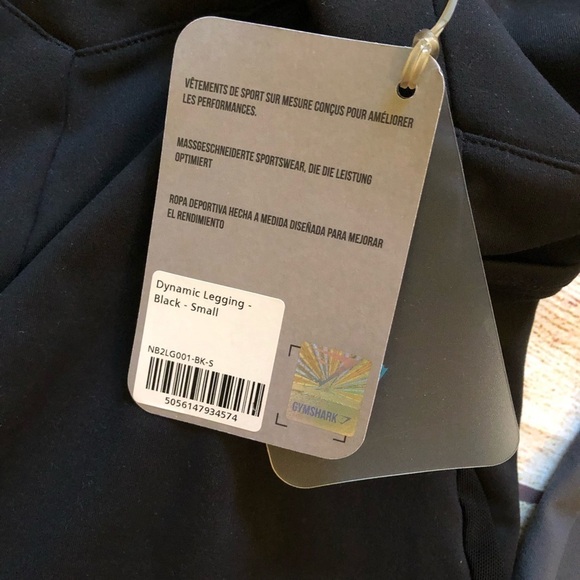 VÊTEMENTS DE SPORT SUR MESURE CONÇUS POUR AMÉLIORER
LES PERFORMANCES.
MASSGESCHNEIDERTE SPORTSWEAR, DIE DIE LEISTUNG
OPTIMIERT
ROPA DEPORTIVA HECHA A MEDIDA DISEÑADA PARA MEJORAR
EL RENDIMIENTO
Dynamic Legging -
Black - Small
NB2LG001-BK-S
5056147934574
GYMSHARK